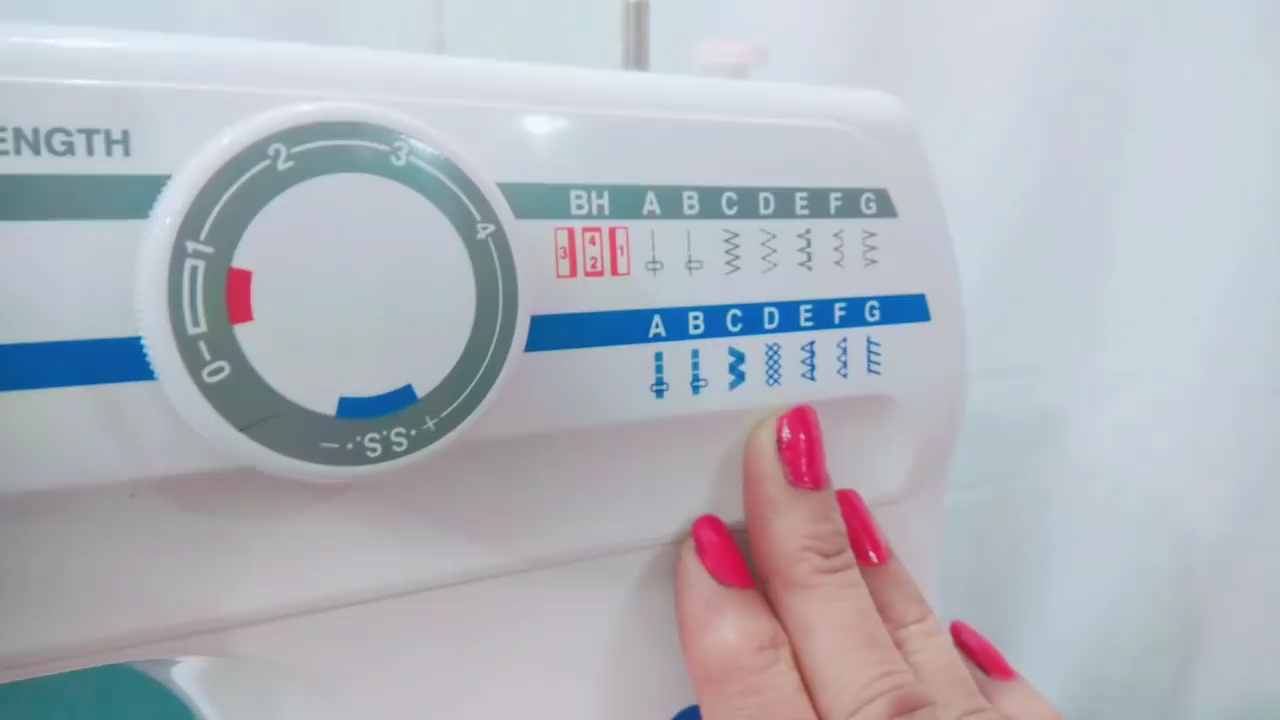 ENGTH
0 1 2 3 4
- S.S. +
BH A B C D E F G
3 4 2 1
A B C D E F G